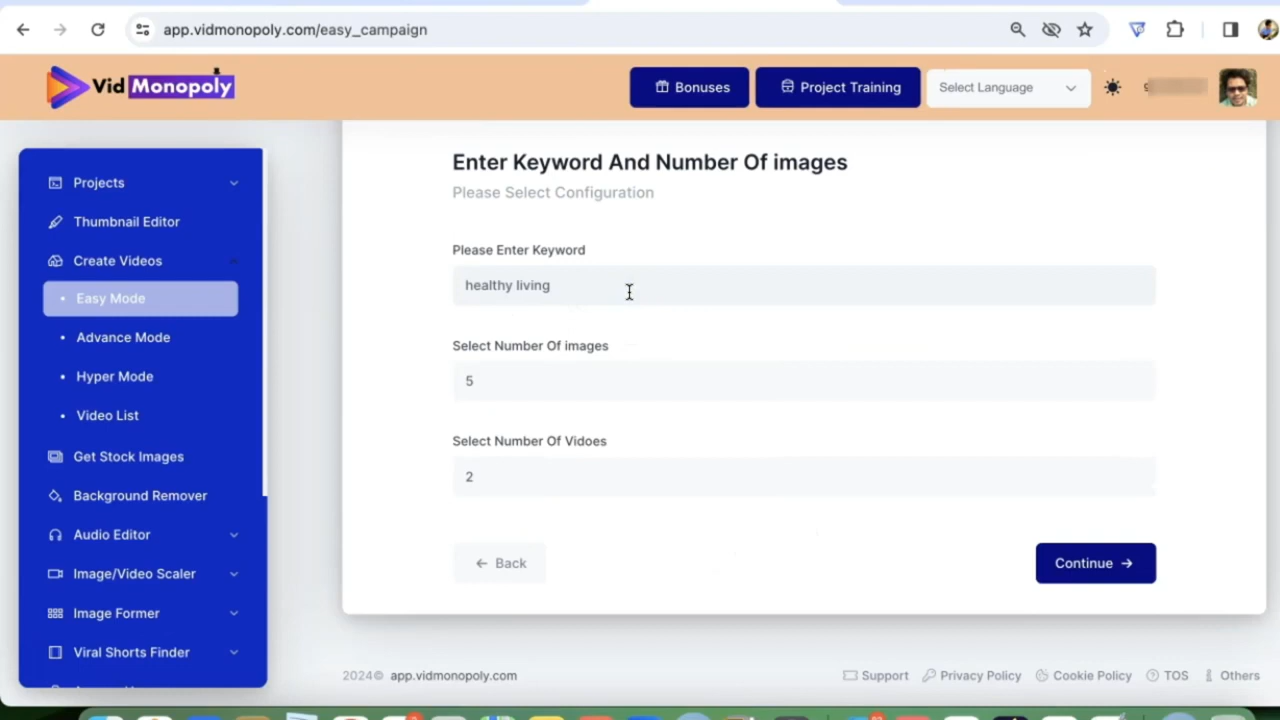 app.vidmonopoly.com/easy_campaign
Vid Monopoly
Bonuses
Project Training
Select Language
Projects
Thumbnail Editor
Create Videos
Easy Mode
Advance Mode
Hyper Mode
Video List
Get Stock Images
Background Remover
Audio Editor
Image/Video Scaler
Image Former
Viral Shorts Finder
Enter Keyword And Number Of images
Please Select Configuration
Please Enter Keyword
healthy living
Select Number Of images
5
Select Number Of Vidoes
2
← Back
Continue →
2024© app.vidmonopoly.com
Support
Privacy Policy
Cookie Policy
TOS
Others